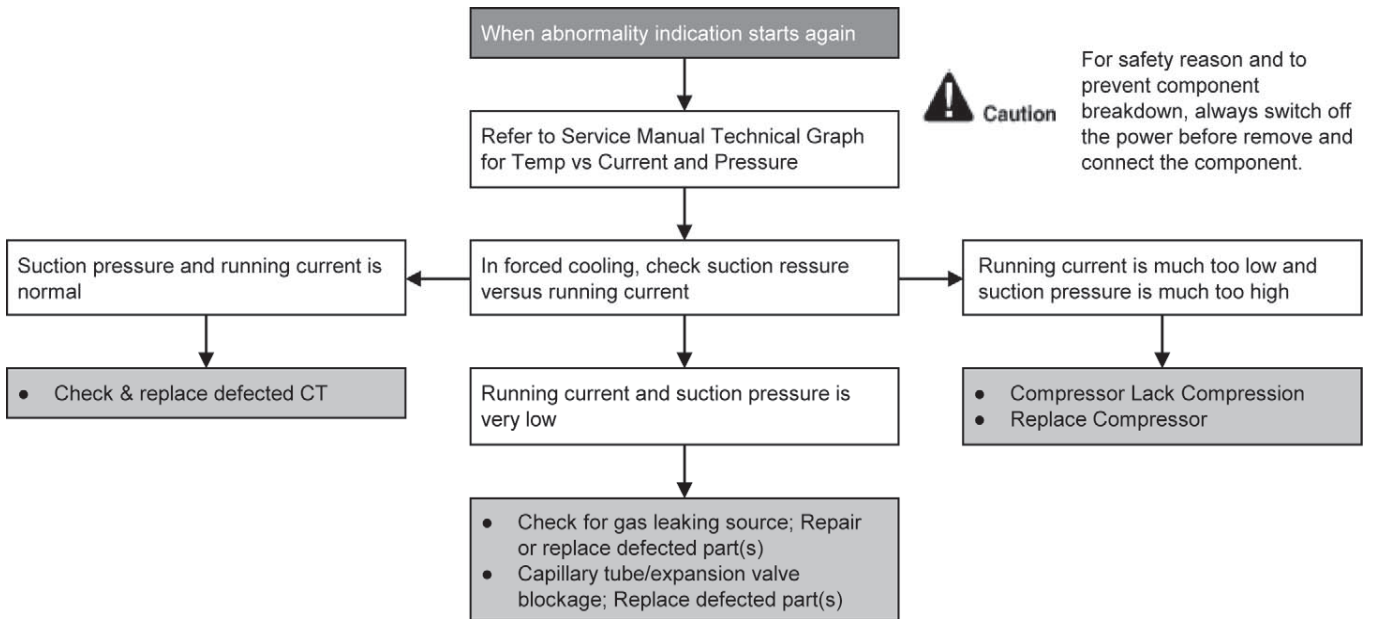 When abnormality indication starts again
For safety reason and to
prevent component
breakdown, always switch off
the power before remove and
connect the component.
Caution
Refer to Service Manual Technical Graph
for Temp vs Current and Pressure
Suction pressure and running current is
normal
In forced cooling, check suction ressure
versus running current
Running current is much too low and
suction pressure is much too high
● Check & replace defected CT
Running current and suction pressure is
very low
● Compressor Lack Compression
● Replace Compressor
● Check for gas leaking source; Repair
or replace defected part(s)
● Capillary tube/expansion valve
blockage; Replace defected part(s)